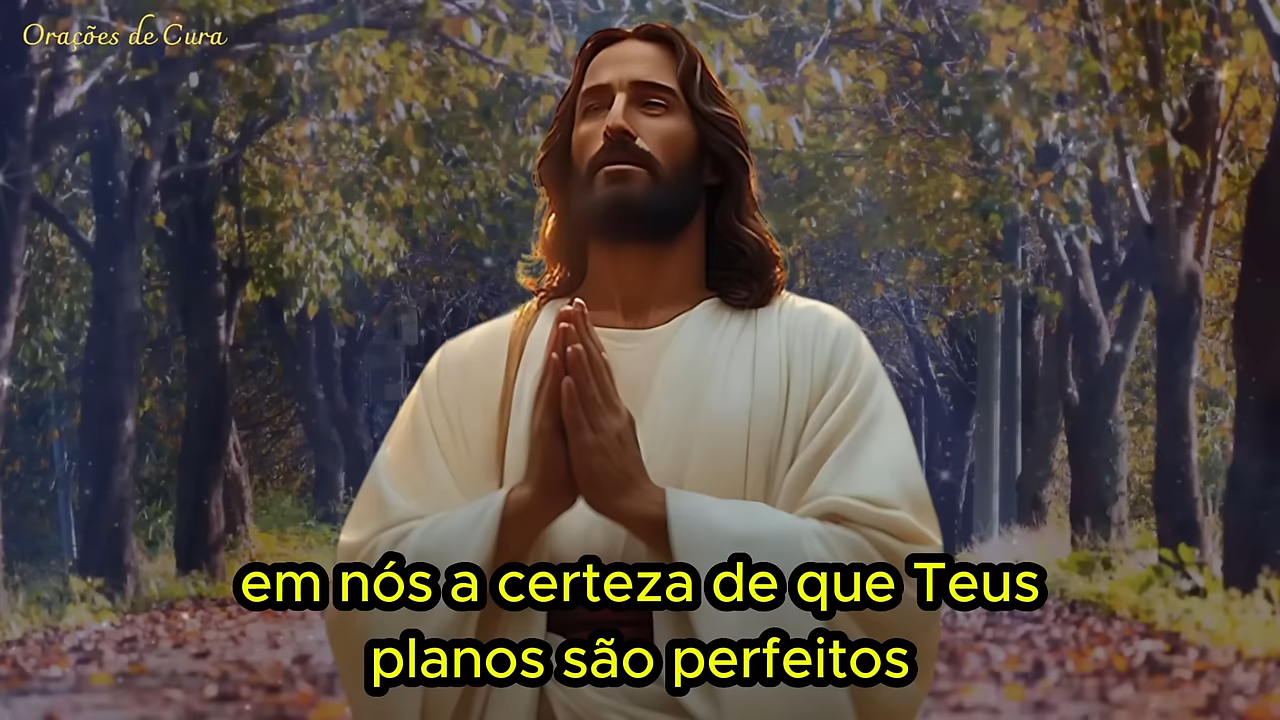 Orações de Cura
em nós a certeza de que Teus
planos são perfeitos